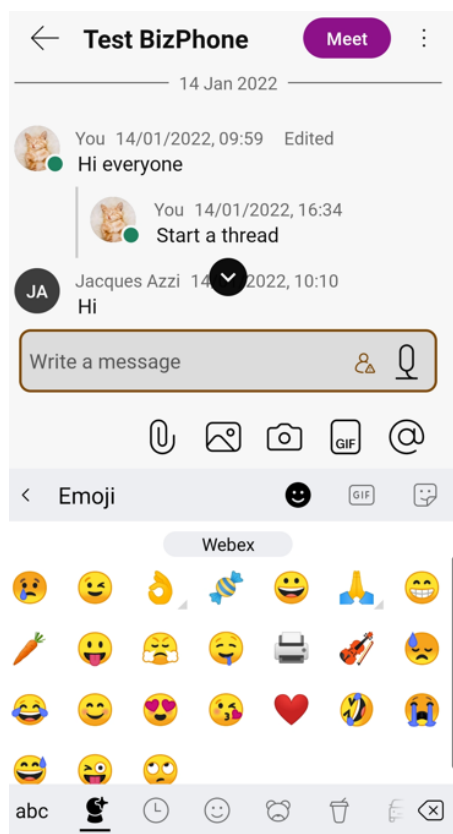 Test BizPhone Meet
14 Jan 2022
You 14/01/2022, 09:59 Edited
Hi everyone
You 14/01/2022, 16:34
Start a thread
JA
Jacques Azzi 2022, 10:10
Hi
Write a message
GIF
Emoji GIF
Webex
abc